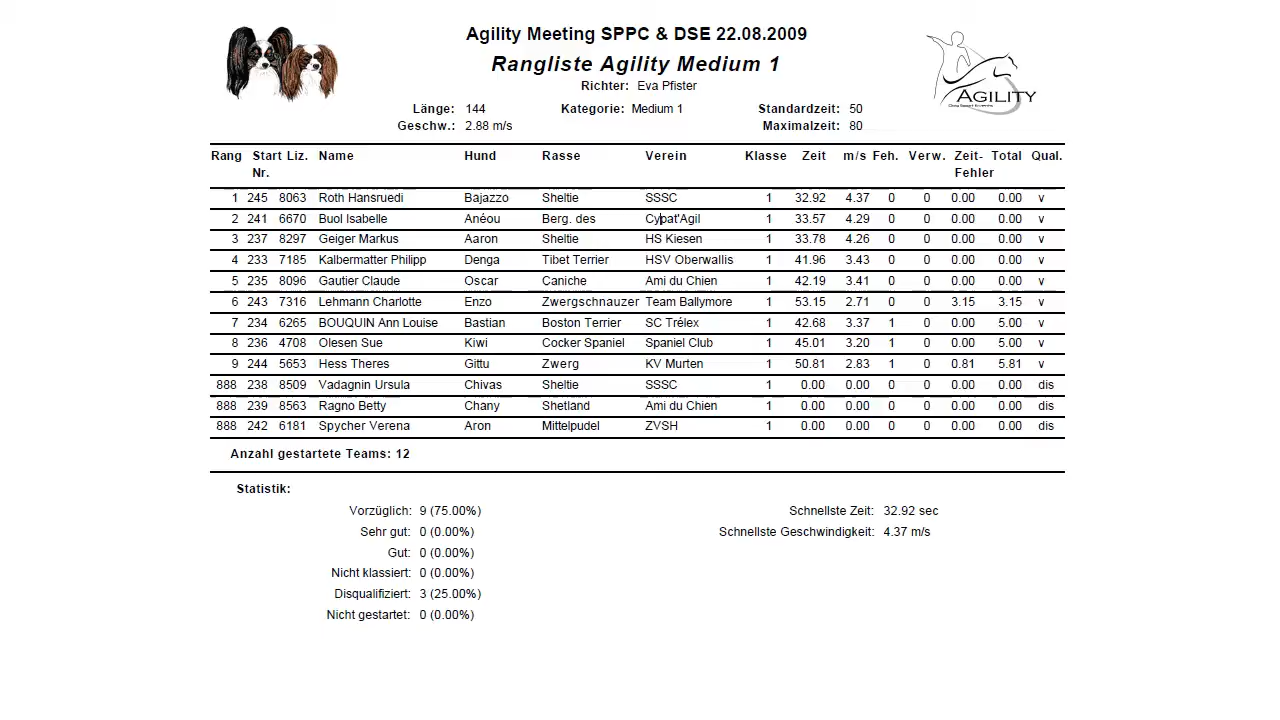 Agility Meeting SPPC & DSE 22.08.2009
Rangliste Agility Medium 1
Richter: Eva Pfister
Länge: 144 Kategorie: Medium 1 Standardzeit: 50
Geschw.: 2.88 m/s Maximalzeit: 80
AGILITY
Rang Start Nr. Liz. Name Hund Rasse Verein Klasse Zeit m/s Feh. Verw. Zeit-Fehler Total Qual.
1 245 8063 Roth Hansruedi Bajazzo Sheltie SSSC 1 32.92 4.37 0 0 0.00 0.00 v
2 241 6670 Buol Isabelle Anéou Berg. des Cypat'Agil 1 33.57 4.29 0 0 0.00 0.00 v
3 237 8297 Geiger Markus Aaron Sheltie HS Kiesen 1 33.78 4.26 0 0 0.00 0.00 v
4 233 7185 Kalbermatter Philipp Denga Tibet Terrier HSV Oberwallis 1 41.96 3.43 0 0 0.00 0.00 v
5 235 8096 Gautier Claude Oscar Caniche Ami du Chien 1 42.19 3.41 0 0 0.00 0.00 v
6 243 7316 Lehmann Charlotte Enzo Zwergschnauzer Team Ballymore 1 53.15 2.71 0 0 3.15 3.15 v
7 234 6265 BOUQUIN Ann Louise Bastian Boston Terrier SC Trélex 1 42.68 3.37 1 0 0.00 5.00 v
8 236 4708 Olesen Sue Kiwi Cocker Spaniel Spaniel Club 1 45.01 3.20 1 0 0.00 5.00 v
9 244 5653 Hess Theres Gittu Zwerg KV Murten 1 50.81 2.83 1 0 0.81 5.81 v
888 238 8509 Vadagnin Ursula Chivas Sheltie SSSC 1 0.00 0.00 0 0 0.00 0.00 dis
888 239 8563 Ragno Betty Chany Shetland Ami du Chien 1 0.00 0.00 0 0 0.00 0.00 dis
888 242 6181 Spycher Verena Aron Mittelpudel ZVSH 1 0.00 0.00 0 0 0.00 0.00 dis
Anzahl gestartete Teams: 12
Statistik:
Vorzüglich: 9 (75.00%) Schnellste Zeit: 32.92 sec
Sehr gut: 0 (0.00%) Schnellste Geschwindigkeit: 4.37 m/s
Gut: 0 (0.00%)
Nicht klassiert: 0 (0.00%)
Disqualifiziert: 3 (25.00%)
Nicht gestartet: 0 (0.00%)